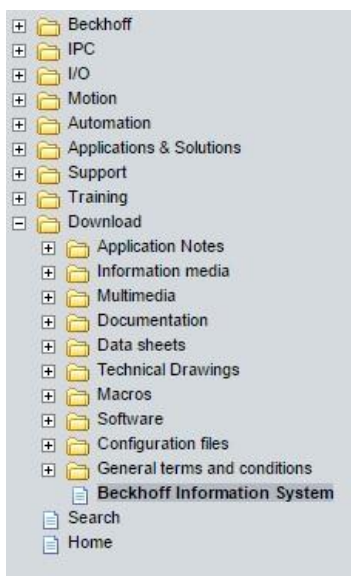 Beckhoff
IPC
I/O
Motion
Automation
Applications & Solutions
Support
Training
Download
Application Notes
Information media
Multimedia
Documentation
Data sheets
Technical Drawings
Macros
Software
Configuration files
General terms and conditions
Beckhoff Information System
Search
Home